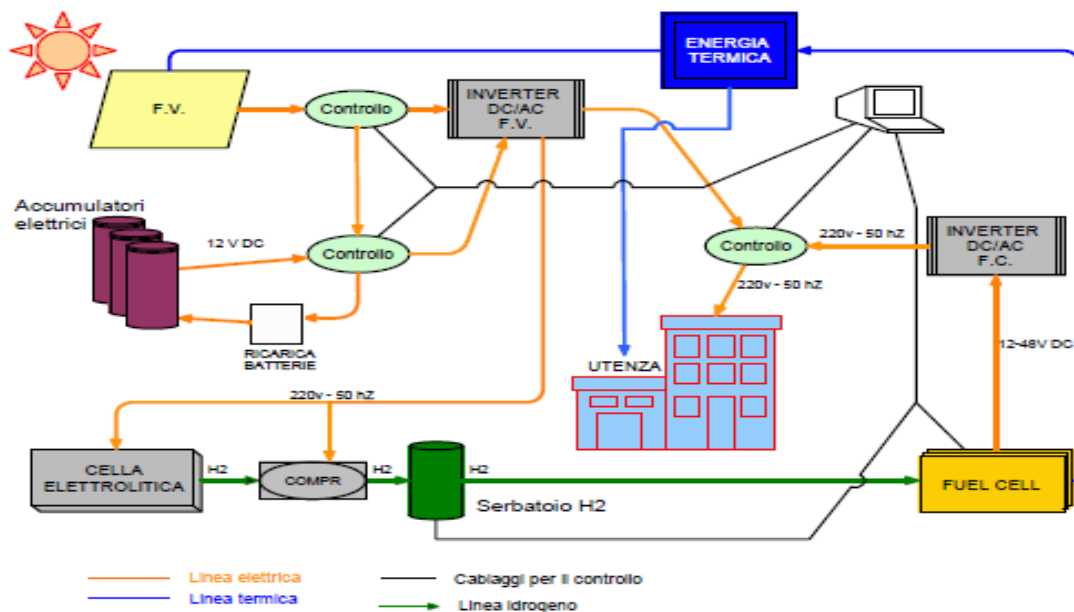 ENERGIA
TERMICA
F.V.
Controllo
INVERTER
DC/AC
F.V.
Accumulatori
elettrici
12 V DC
Controllo
Controllo
220v - 50 hZ
INVERTER
DC/AC
F.C.
220v - 50 hZ
RICARICA
BATTERIE
UTENZA
12-48V DC
220v - 50 hZ
CELLA
ELETTROLITICA
H2
COMPR
H2
H2
Serbatoio H2
FUEL CELL
Linea elettrica
Cablaggi per il controllo
Linea termica
Linea idrogeno